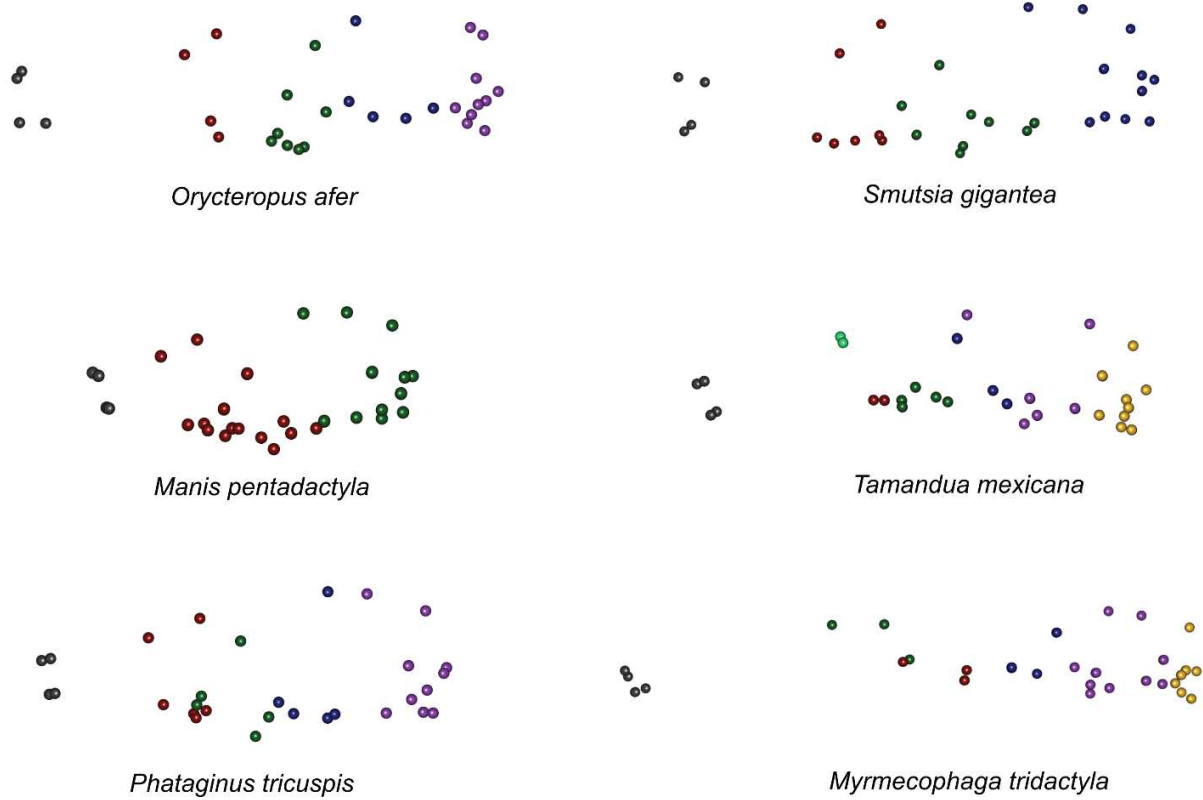 Orycteropus afer
Smutsia gigantea
Manis pentadactyla
Tamandua mexicana
Phataginus tricuspis
Myrmecophaga tridactyla